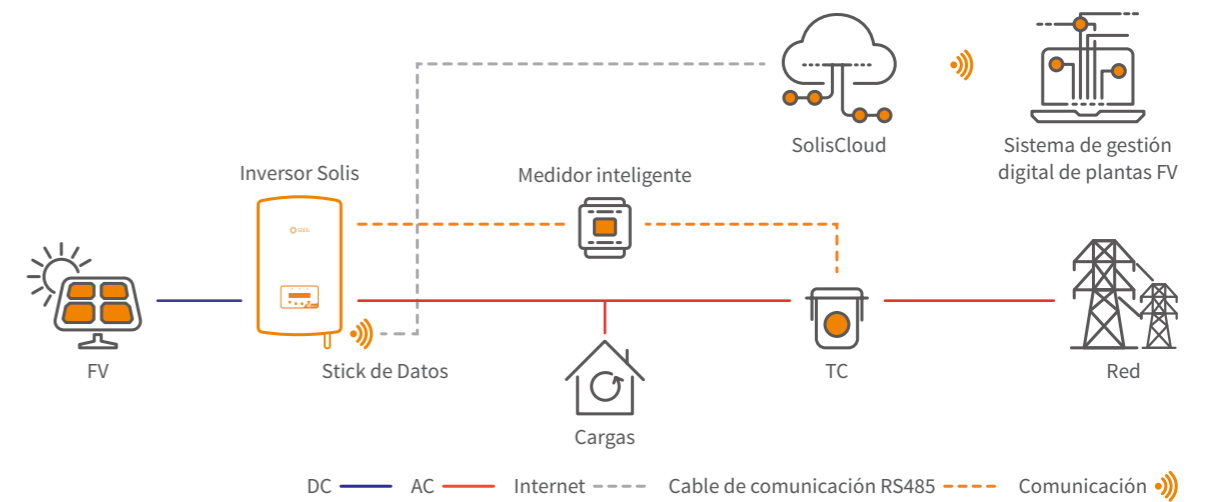 SolisCloud
Sistema de gestión
digital de plantas FV
Inversor Solis
Medidor inteligente
FV
Stick de Datos
TC
Red
Cargas
DC
AC
Internet
Cable de comunicación RS485
Comunicación